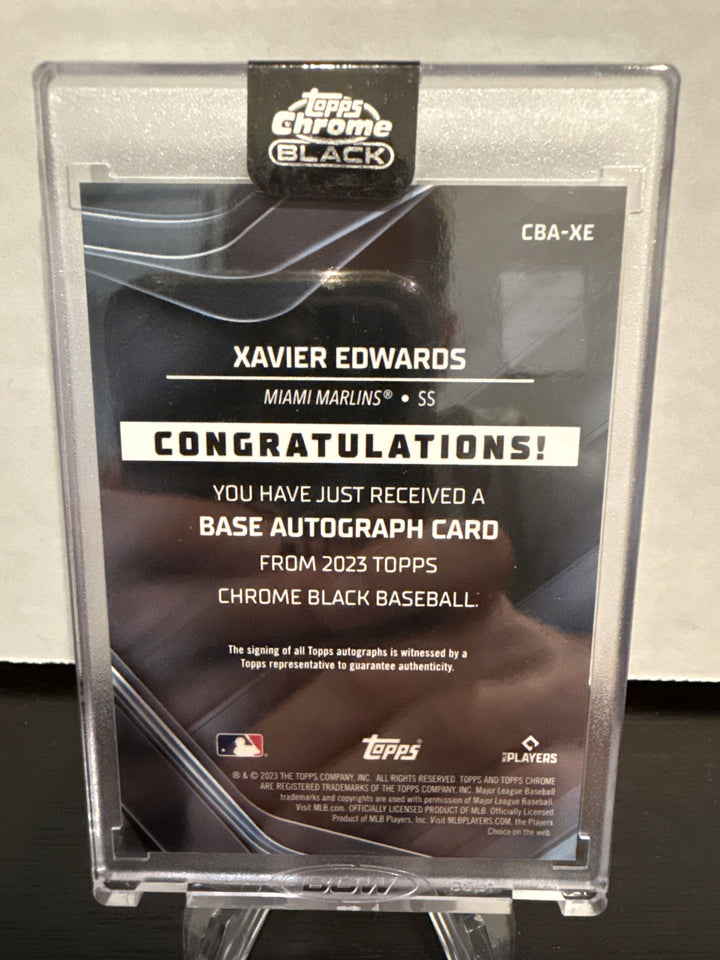 Topps
Chrome
BLACK
CBA-XE
XAVIER EDWARDS
MIAMI MARLINS® • SS
CONGRATULATIONS!
YOU HAVE JUST RECEIVED A
BASE AUTOGRAPH CARD
FROM 2023 TOPPS
CHROME BLACK BASEBALL.
The signing of all Topps autographs is witnessed by a
Topps representative to guarantee authenticity.
Topps
PLAYERS
® & © 2023 THE TOPPS COMPANY, INC. ALL RIGHTS RESERVED. TOPPS AND TOPPS CHROME
ARE REGISTERED TRADEMARKS OF THE TOPPS COMPANY, INC. Major League Baseball
trademarks and copyrights are used with permission of Major League Baseball.
Visit MLB.com. OFFICIALLY LICENSED PRODUCT OF MLB. Officially Licensed
Product of MLB Players, Inc. Visit MLBPLAYERS.COM, the Players
Choice on the web.
BCW